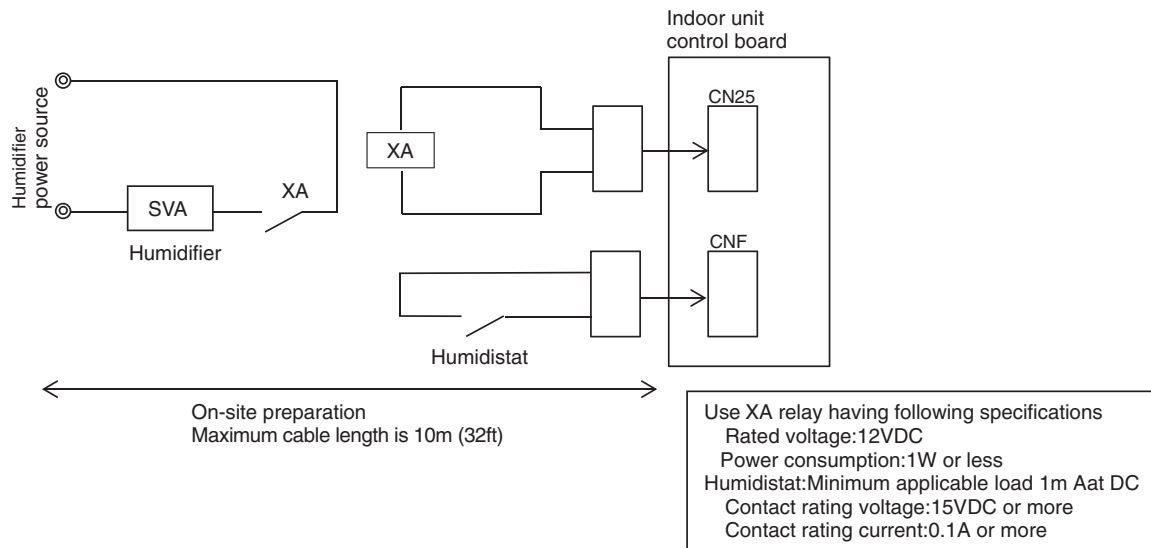 Indoor unit
control board
Humidifier
power source
CN25
XA
XA
SVA
Humidifier
CNF
Humidistat
On-site preparation
Maximum cable length is 10m (32ft)
Use XA relay having following specifications
Rated voltage:12VDC
Power consumption:1W or less
Humidistat:Minimum applicable load 1m Aat DC
Contact rating voltage:15VDC or more
Contact rating current:0.1A or more